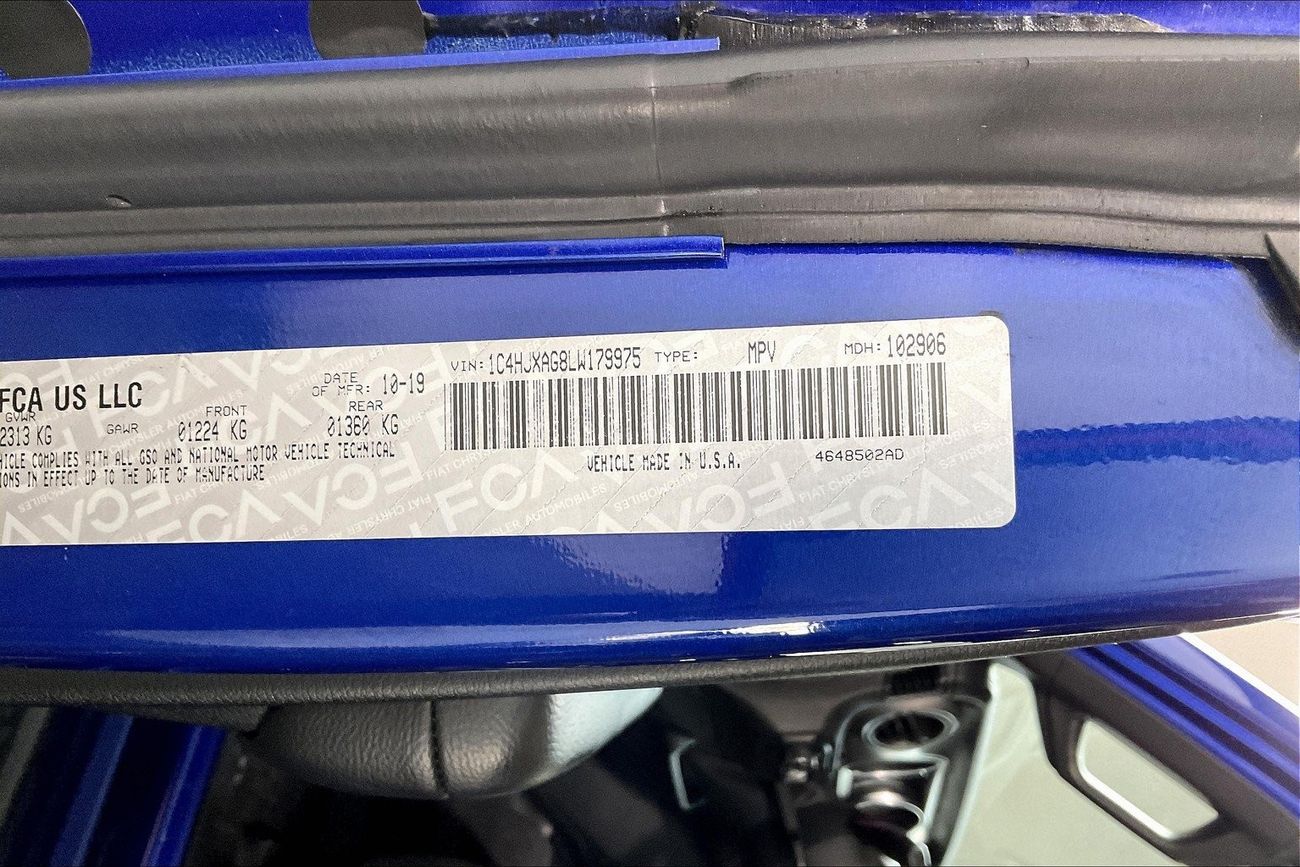 FCA US LLC
DATE OF MFR: 10-19
VIN: 1C4HJXAG8LW179975 TYPE: MPV MDH: 102906
GVWR
2313 KG
GAWR
FRONT
01224 KG
REAR
01360 KG
HICLE COMPLIES WITH ALL GSO AND NATIONAL MOTOR VEHICLE TECHNICAL
IONS IN EFFECT UP TO THE DATE OF MANUFACTURE
VEHICLE MADE IN U.S.A. 4648502AD